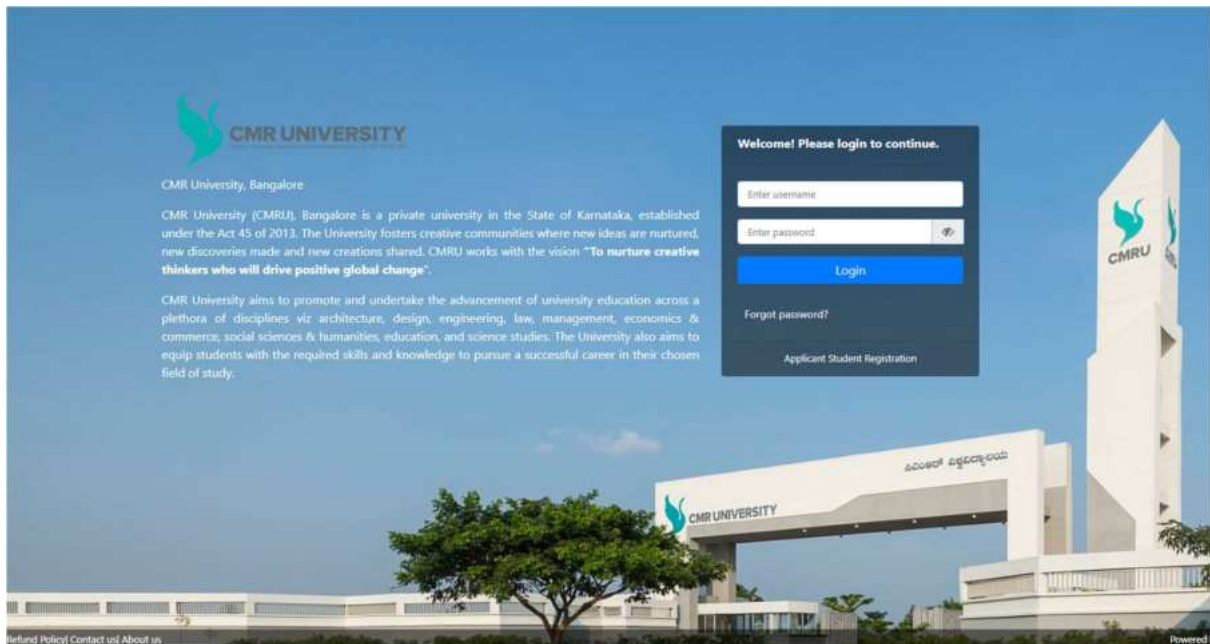 CMR UNIVERSITY
CMR University, Bangalore
CMR University (CMRU), Bangalore is a private university in the State of Karnataka, established
under the Act 45 of 2013. The University fosters creative communities where new ideas are nurtured,
new discoveries made and new creations shared. CMRU works with the vision "To nurture creative
thinkers who will drive positive global change".
CMR University aims to promote and undertake the advancement of university education across a
plethora of disciplines viz architecture, design, engineering, law, management, economics &
commerce, social sciences & humanities, education, and science studies. The University also aims to
equip students with the required skills and knowledge to pursue a successful career in their chosen
field of study.
Welcome! Please login to continue.
Enter username
Enter password
Login
Forgot password?
Applicant Student Registration
CMRU
ಸಿಎಂಆರ್ ವಿಶ್ವವಿದ್ಯಾಲಯ
CMR UNIVERSITY
Refund Policy| Contact us| About us
Powered